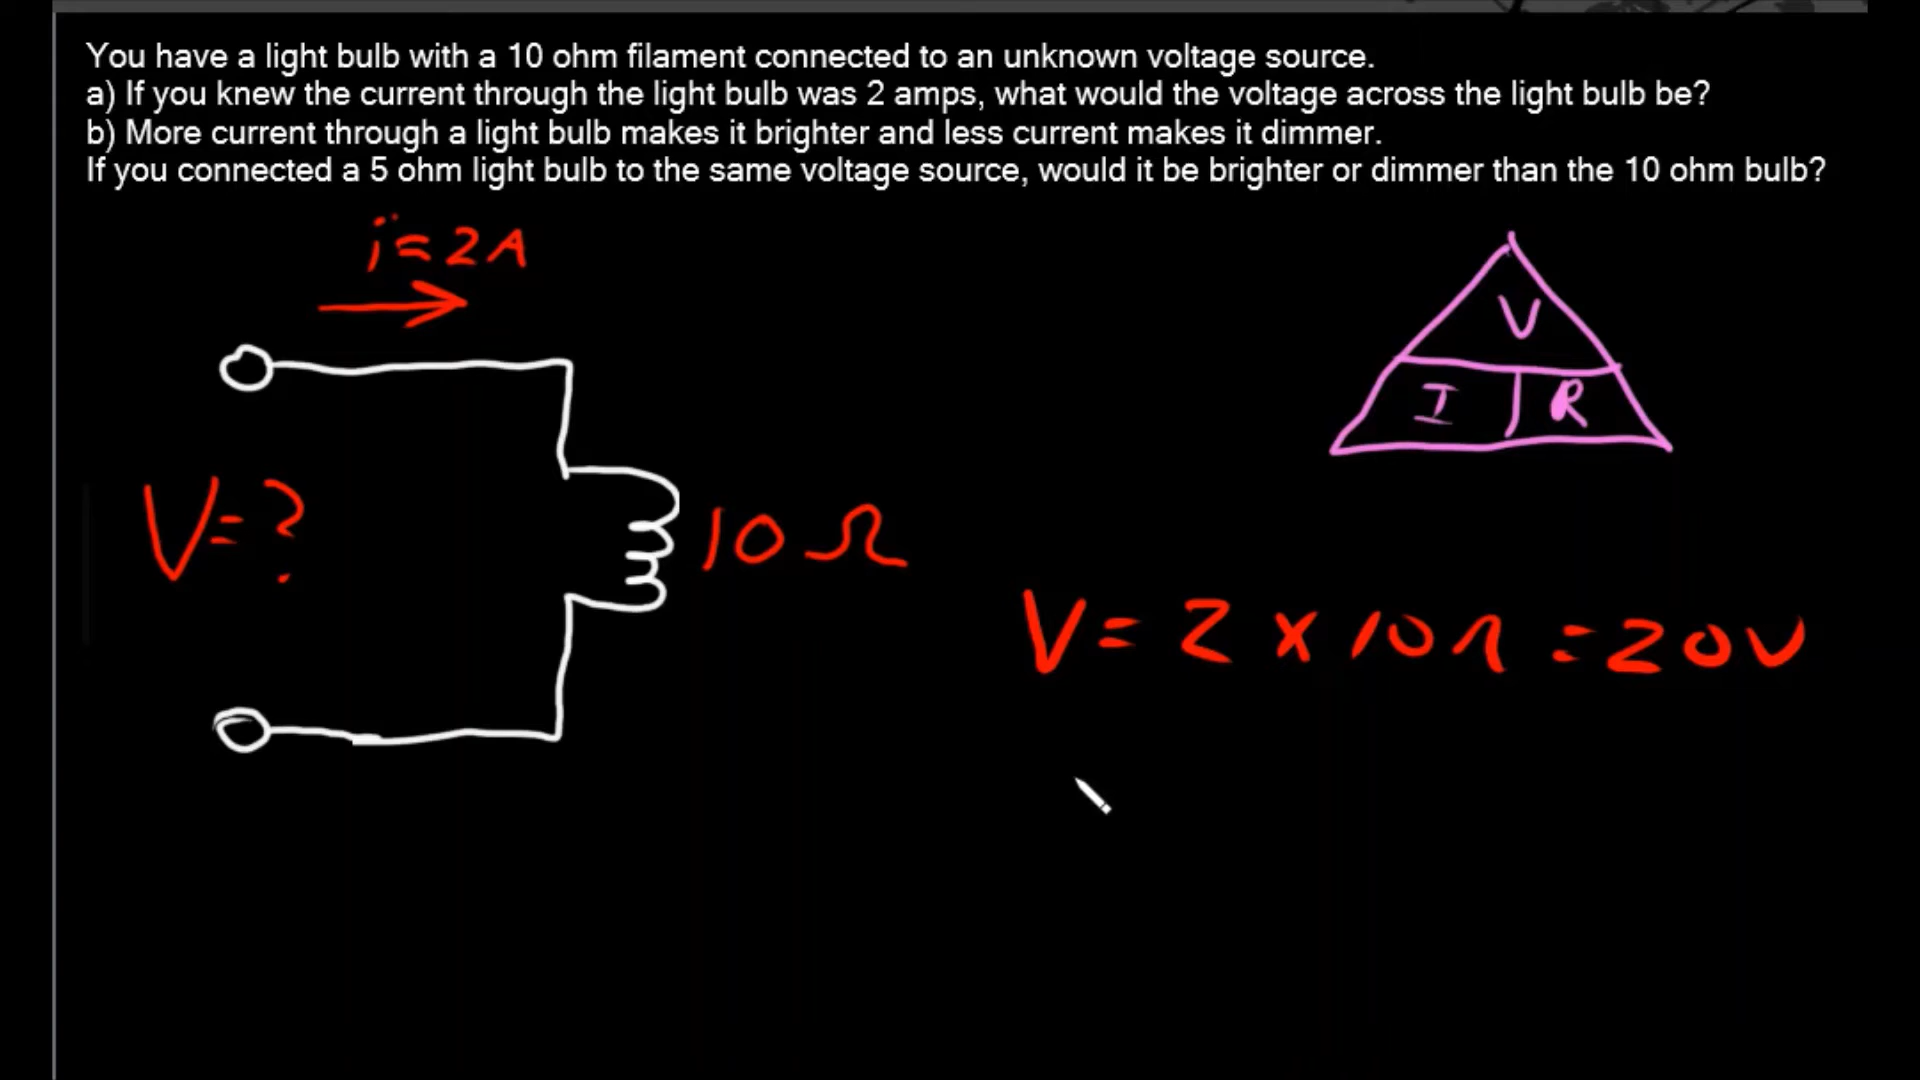 You have a light bulb with a 10 ohm filament connected to an unknown voltage source.
a) If you knew the current through the light bulb was 2 amps, what would the voltage across the light bulb be?
b) More current through a light bulb makes it brighter and less current makes it dimmer.
If you connected a 5 ohm light bulb to the same voltage source, would it be brighter or dimmer than the 10 ohm bulb?
i=2A
V
I R
V=?
10Ω
V=2x10Ω=20V